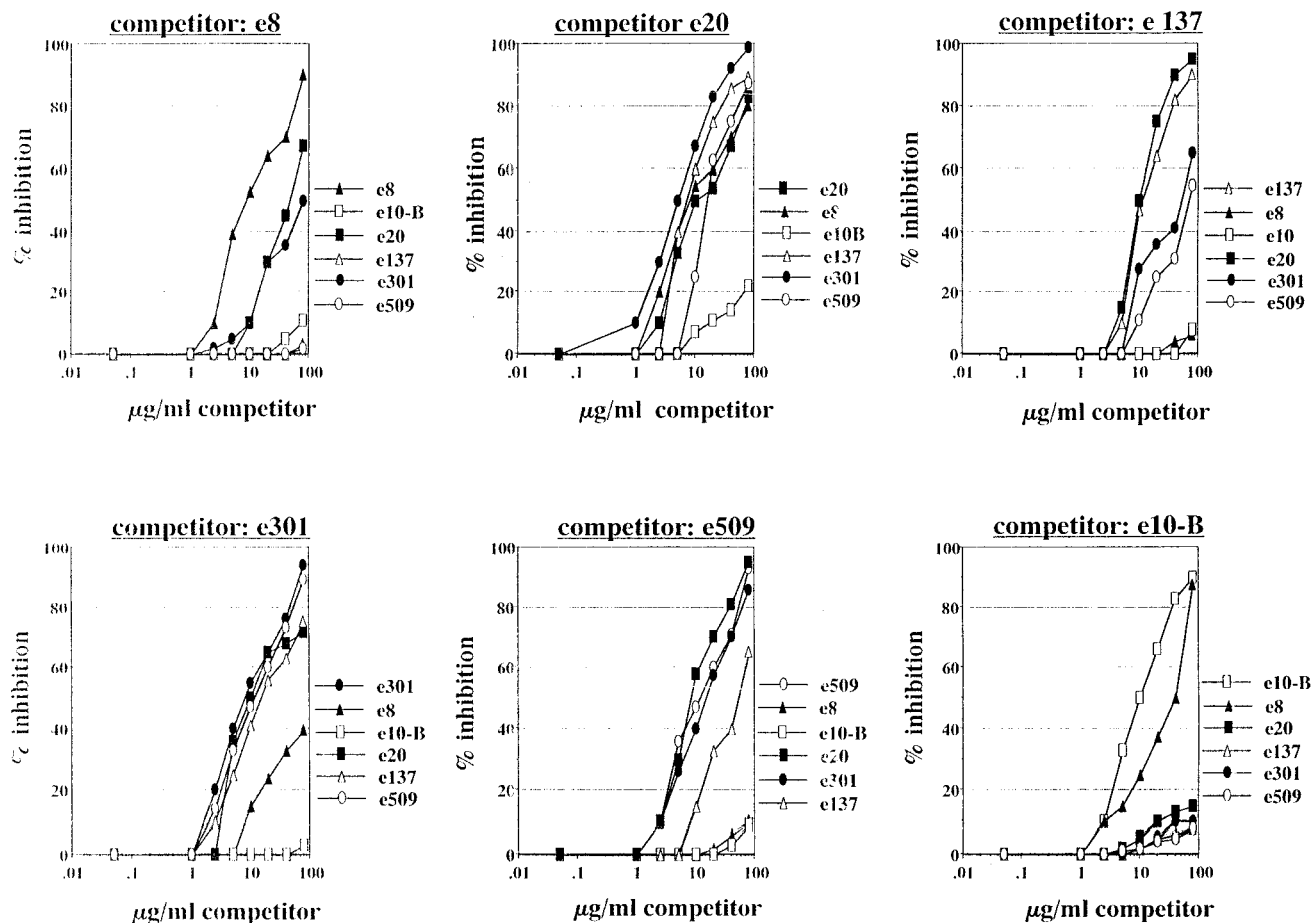 competitor: e8
competitor e20
competitor: e 137
100
80
60
40
20
0
% inhibition
.01
.1
1
10
100
µg/ml competitor
e8
e10-B
e20
e137
e301
e509
100
80
60
40
20
0
% inhibition
.01
.1
1
10
100
µg/ml competitor
e20
e8
e10B
e137
e301
e509
100
80
60
40
20
0
% inhibition
.01
.1
1
10
100
µg/ml competitor
e137
e8
e10
e20
e301
e509
competitor: e301
competitor: e509
competitor: e10-B
100
80
60
40
20
0
% inhibition
.01
.1
1
10
100
µg/ml competitor
e301
e8
e10-B
e20
e137
e509
100
80
60
40
20
0
% inhibition
.01
.1
1
10
100
µg/ml competitor
e509
e8
e10-B
e20
e301
e137
100
80
60
40
20
0
% inhibition
.01
.1
1
10
100
µg/ml competitor
e10-B
e8
e20
e137
e301
e509